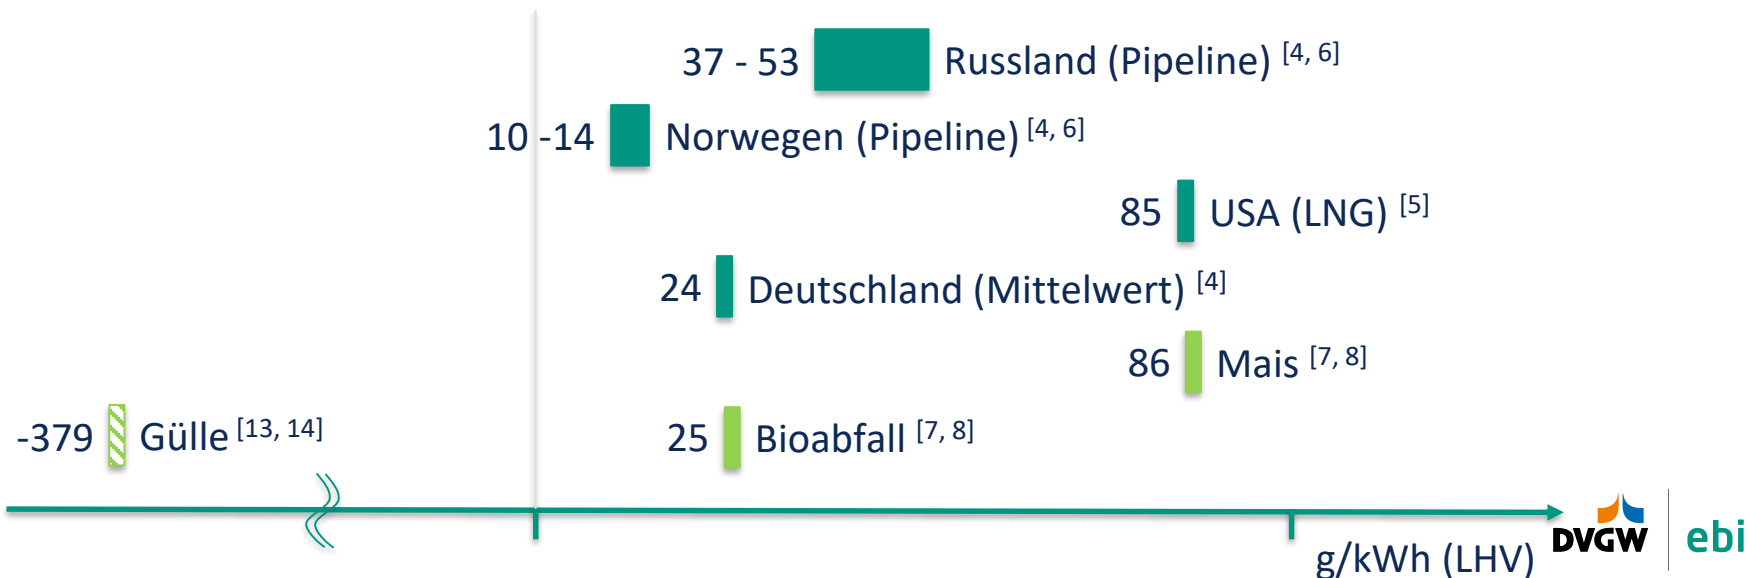 37 - 53 Russland (Pipeline) [4, 6]
10 -14 Norwegen (Pipeline) [4, 6]
85 USA (LNG) [5]
24 Deutschland (Mittelwert) [4]
86 Mais [7, 8]
-379 Gülle [13, 14] 25 Bioabfall [7, 8]
g/kWh (LHV)
DVGW ebi